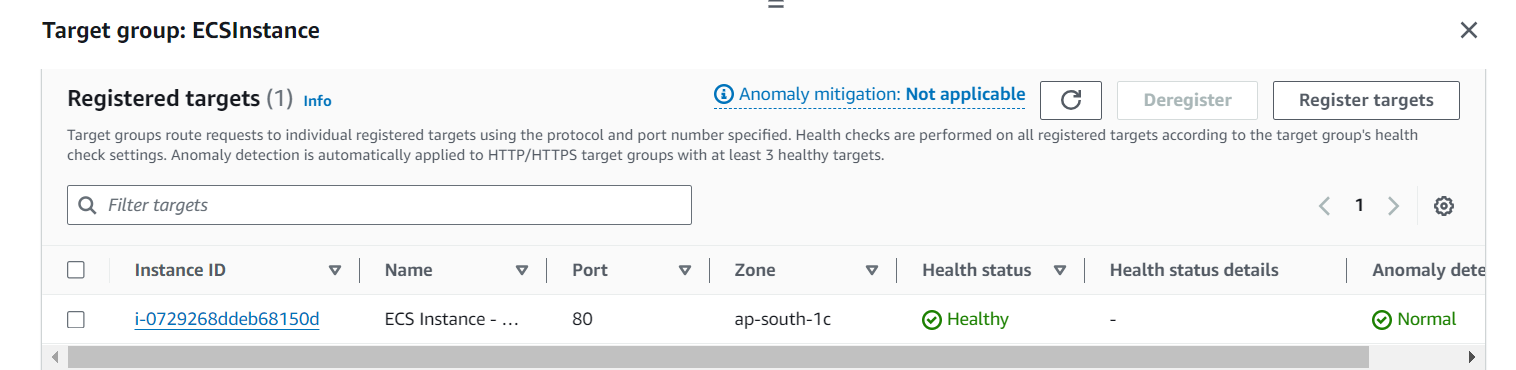 Target group: ECSInstance
Registered targets (1) Info
Anomaly mitigation: Not applicable
Deregister
Register targets
Target groups route requests to individual registered targets using the protocol and port number specified. Health checks are performed on all registered targets according to the target group's health
check settings. Anomaly detection is automatically applied to HTTP/HTTPS target groups with at least 3 healthy targets.
Filter targets
1
Instance ID Name Port Zone Health status Health status details Anomaly dete
i-0729268ddeb68150d ECS Instance - ... 80 ap-south-1c Healthy - Normal